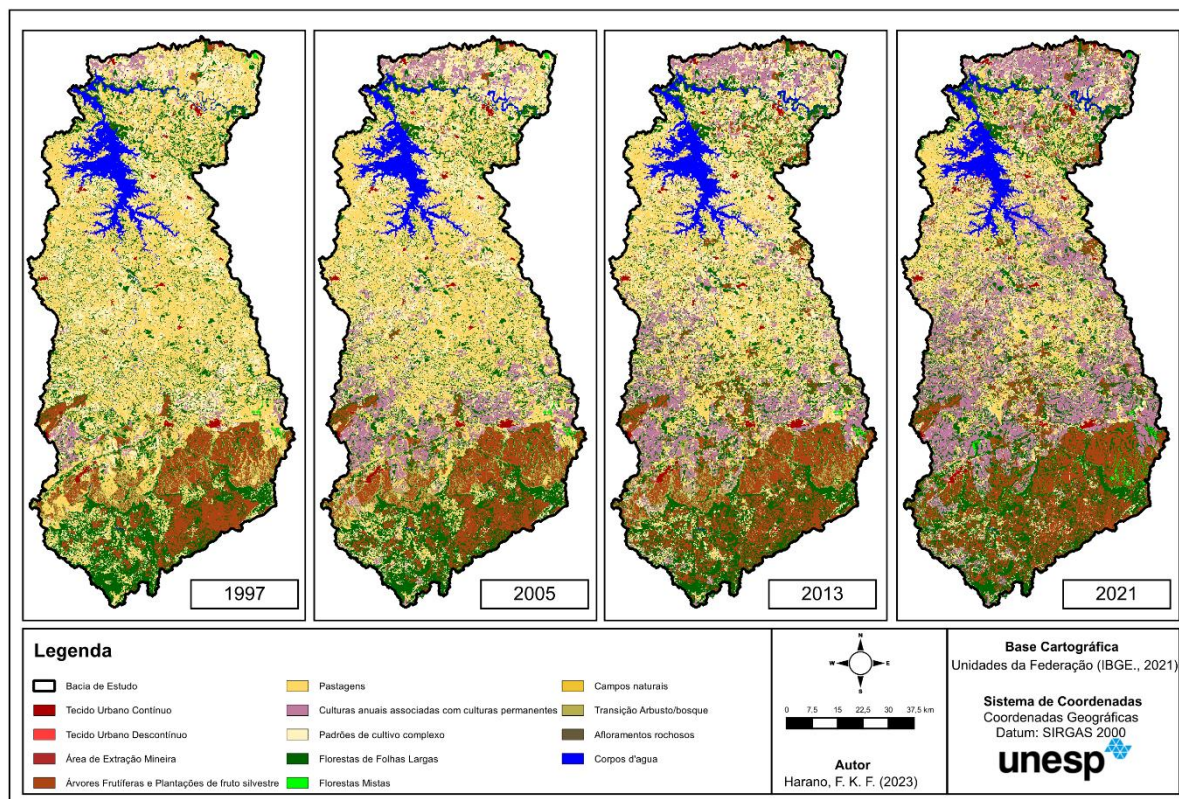 1997
2005
2013
2021
Legenda
Bacia de Estudo
Tecido Urbano Contínuo
Tecido Urbano Descontínuo
Área de Extração Mineira
Árvores Frutíferas e Plantações de fruto silvestre
Pastagens
Culturas anuais associadas com culturas permanentes
Padrões de cultivo complexo
Florestas de Folhas Largas
Florestas Mistas
Campos naturais
Transição Arbusto/bosque
Afloramentos rochosos
Corpos d'agua
N
W E
S
0 7,5 15 22,5 30 37,5 km
Autor
Harano, F. K. F. (2023)
Base Cartográfica
Unidades da Federação (IBGE., 2021)
Sistema de Coordenadas
Coordenadas Geográficas
Datum: SIRGAS 2000
unesp